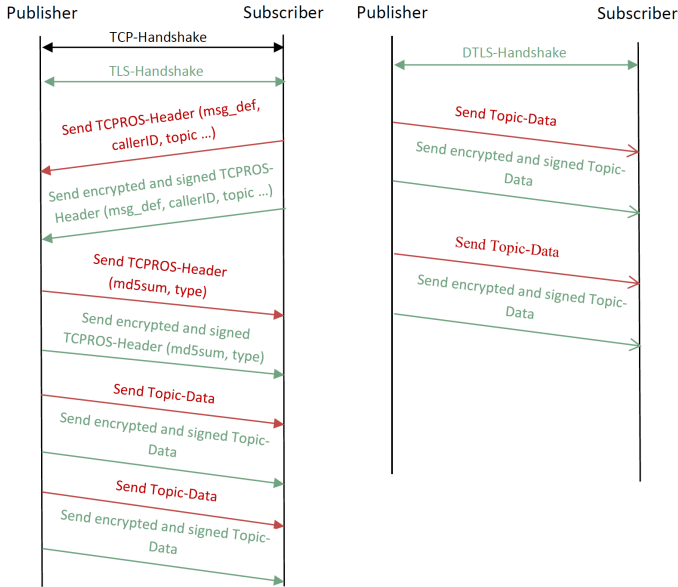 Publisher
Subscriber
TCP-Handshake
TLS-Handshake
Send TCPROS-Header (msg_def,
callerID, topic ...)
Send encrypted and signed TCPROS-
Header (msg_def, callerID, topic ...)
Send TCPROS-Header
(md5sum, type)
Send encrypted and signed
TCPROS-Header (md5sum, type)
Send Topic-Data
Send encrypted and signed Topic-
Data
Send Topic-Data
Send encrypted and signed Topic-
Data
Publisher
Subscriber
DTLS-Handshake
Send Topic-Data
Send encrypted and signed Topic-
Data
Send Topic-Data
Send encrypted and signed Topic-
Data